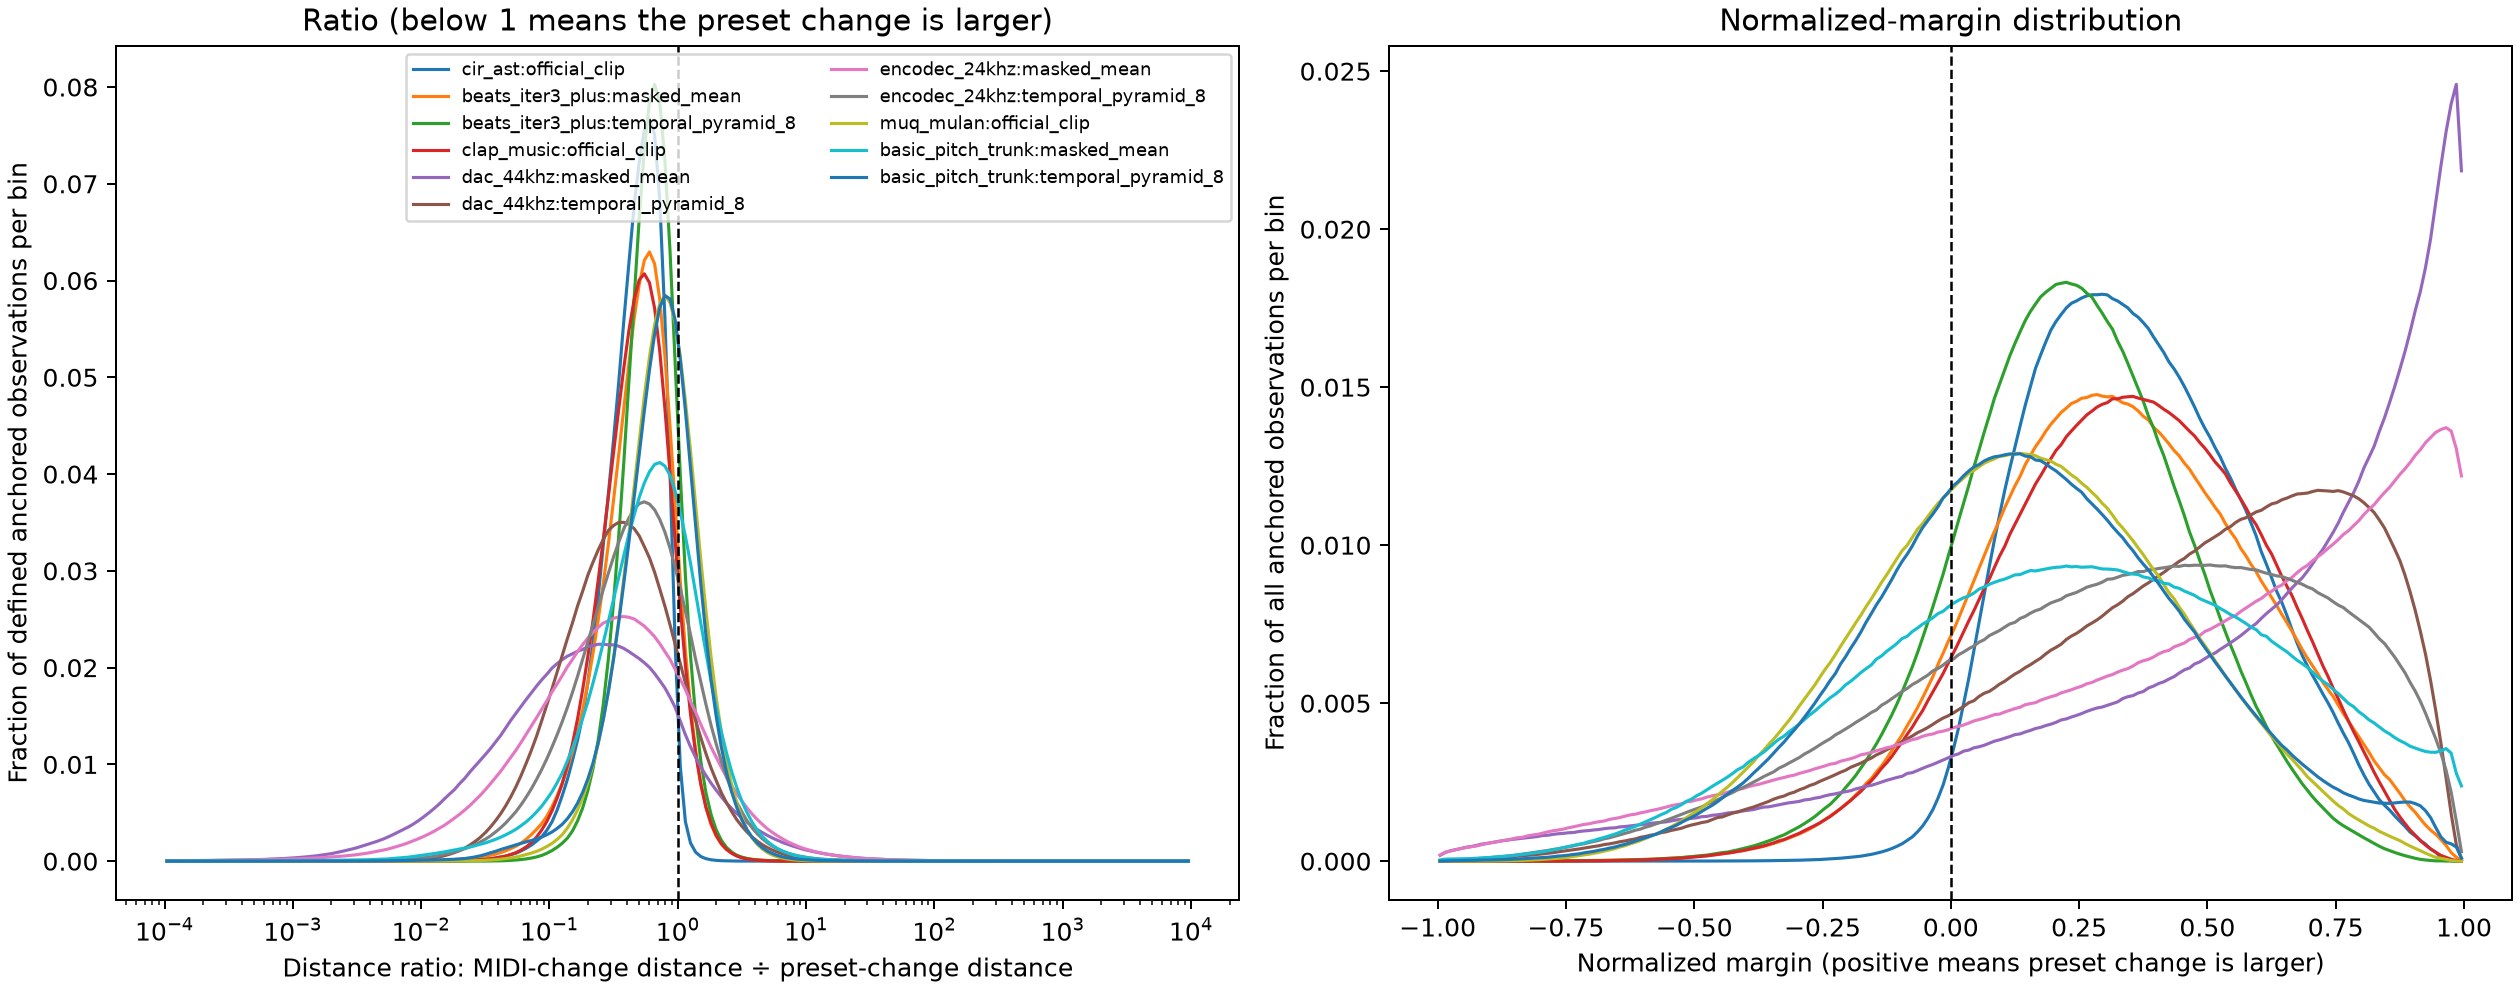 Ratio (below 1 means the preset change is larger)
Fraction of defined anchored observations per bin
0.08
0.07
0.06
0.05
0.04
0.03
0.02
0.01
0.00
cir_ast:official_clip
beats_iter3_plus:masked_mean
beats_iter3_plus:temporal_pyramid_8
clap_music:official_clip
dac_44khz:masked_mean
dac_44khz:temporal_pyramid_8
encodec_24khz:masked_mean
encodec_24khz:temporal_pyramid_8
muq_mulan:official_clip
basic_pitch_trunk:masked_mean
basic_pitch_trunk:temporal_pyramid_8
10⁻⁴ 10⁻³ 10⁻² 10⁻¹ 10⁰ 10¹ 10² 10³ 10⁴
Distance ratio: MIDI-change distance ÷ preset-change distance
Normalized-margin distribution
Fraction of all anchored observations per bin
0.025
0.020
0.015
0.010
0.005
0.000
−1.00 −0.75 −0.50 −0.25 0.00 0.25 0.50 0.75 1.00
Normalized margin (positive means preset change is larger)